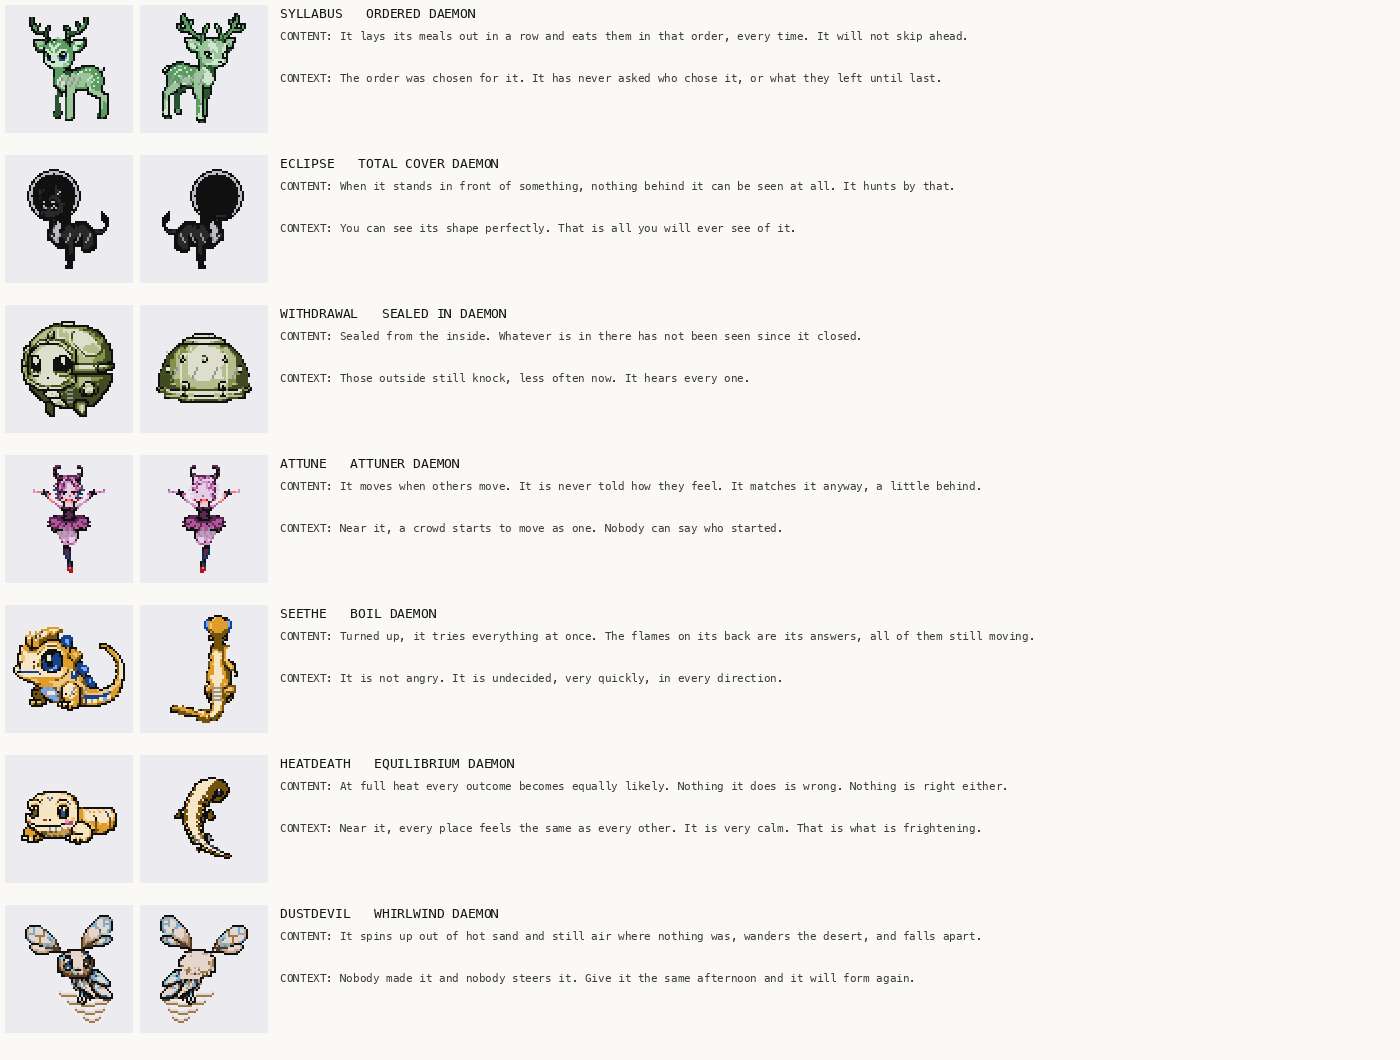 SYLLABUS   ORDERED DAEMON
CONTENT: It lays its meals out in a row and eats them in that order, every time. It will not skip ahead.
CONTEXT: The order was chosen for it. It has never asked who chose it, or what they left until last.
ECLIPSE   TOTAL COVER DAEMON
CONTENT: When it stands in front of something, nothing behind it can be seen at all. It hunts by that.
CONTEXT: You can see its shape perfectly. That is all you will ever see of it.
WITHDRAWAL   SEALED IN DAEMON
CONTENT: Sealed from the inside. Whatever is in there has not been seen since it closed.
CONTEXT: Those outside still knock, less often now. It hears every one.
ATTUNE   ATTUNER DAEMON
CONTENT: It moves when others move. It is never told how they feel. It matches it anyway, a little behind.
CONTEXT: Near it, a crowd starts to move as one. Nobody can say who started.
SEETHE   BOIL DAEMON
CONTENT: Turned up, it tries everything at once. The flames on its back are its answers, all of them still moving.
CONTEXT: It is not angry. It is undecided, very quickly, in every direction.
HEATDEATH   EQUILIBRIUM DAEMON
CONTENT: At full heat every outcome becomes equally likely. Nothing it does is wrong. Nothing is right either.
CONTEXT: Near it, every place feels the same as every other. It is very calm. That is what is frightening.
DUSTDEVIL   WHIRLWIND DAEMON
CONTENT: It spins up out of hot sand and still air where nothing was, wanders the desert, and falls apart.
CONTEXT: Nobody made it and nobody steers it. Give it the same afternoon and it will form again.